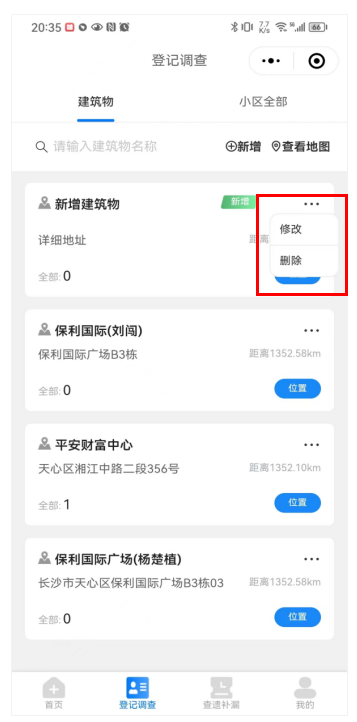 20:35 7.7 K/s 66
登记调查
建筑物 小区全部
请输入建筑物名称 新增 查看地图
新增建筑物 新增
修改
详细地址 距离
删除
全部: 0
保利国际(刘闯)
保利国际广场B3栋 距离1352.58km
全部: 0 位置
平安财富中心
天心区湘江中路二段356号 距离1352.10km
全部: 1 位置
保利国际广场(杨楚植)
长沙市天心区保利国际广场B3栋03 距离1352.58km
全部: 0 位置
首页 登记调查 查遗补漏 我的